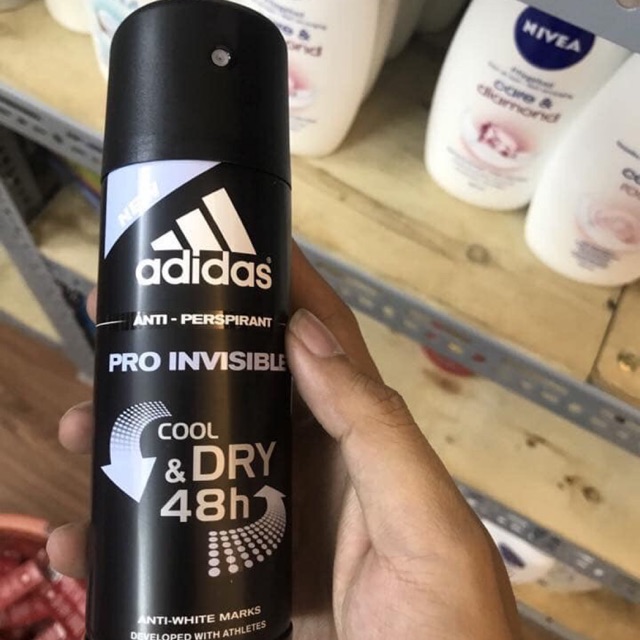 NEW
adidas
ANTI - PERSPIRANT
PRO INVISIBLE
COOL
& DRY
48h
ANTI-WHITE MARKS
DEVELOPED WITH ATHLETES
NIVEA
care &
diamond